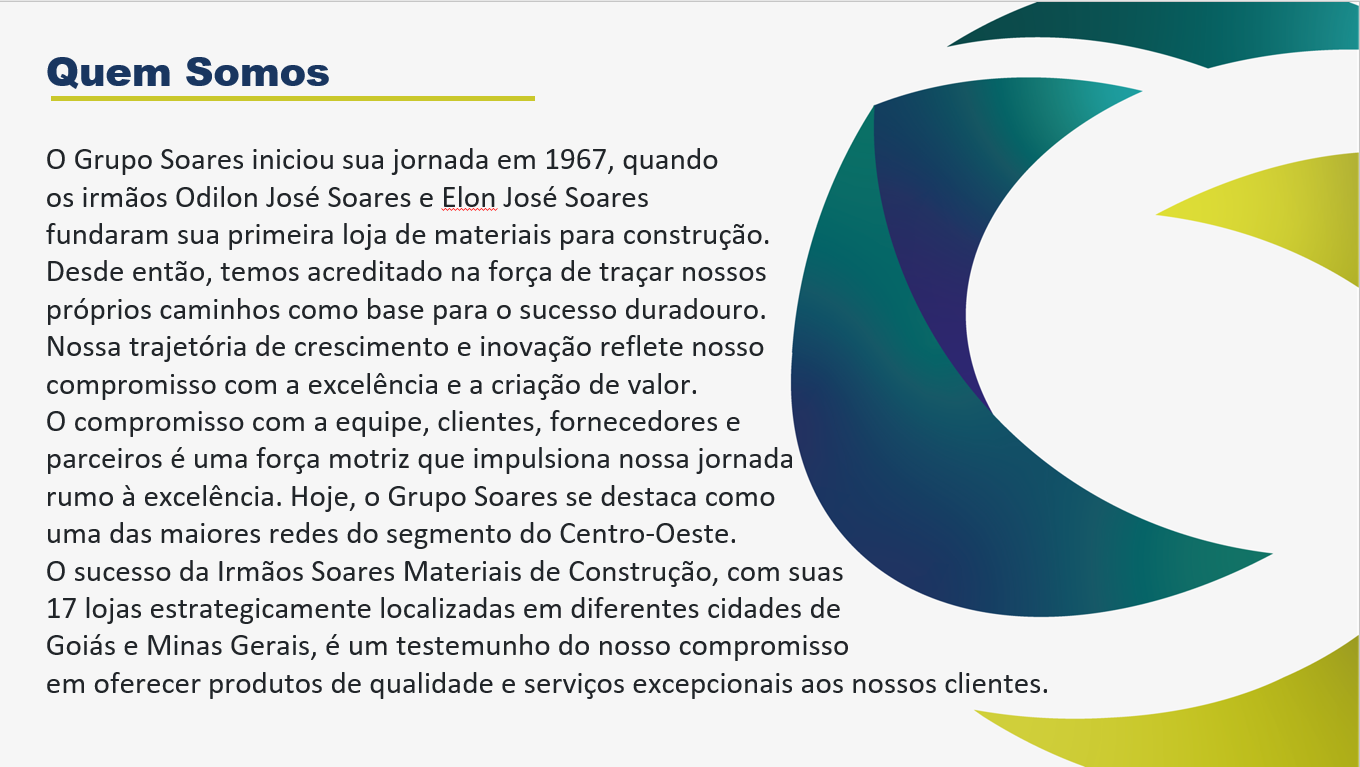 Quem Somos
O Grupo Soares iniciou sua jornada em 1967, quando
os irmãos Odilon José Soares e Elon José Soares
fundaram sua primeira loja de materiais para construção.
Desde então, temos acreditado na força de traçar nossos
próprios caminhos como base para o sucesso duradouro.
Nossa trajetória de crescimento e inovação reflete nosso
compromisso com a excelência e a criação de valor.
O compromisso com a equipe, clientes, fornecedores e
parceiros é uma força motriz que impulsiona nossa jornada
rumo à excelência. Hoje, o Grupo Soares se destaca como
uma das maiores redes do segmento do Centro-Oeste.
O sucesso da Irmãos Soares Materiais de Construção, com suas
17 lojas estrategicamente localizadas em diferentes cidades de
Goiás e Minas Gerais, é um testemunho do nosso compromisso
em oferecer produtos de qualidade e serviços excepcionais aos nossos clientes.